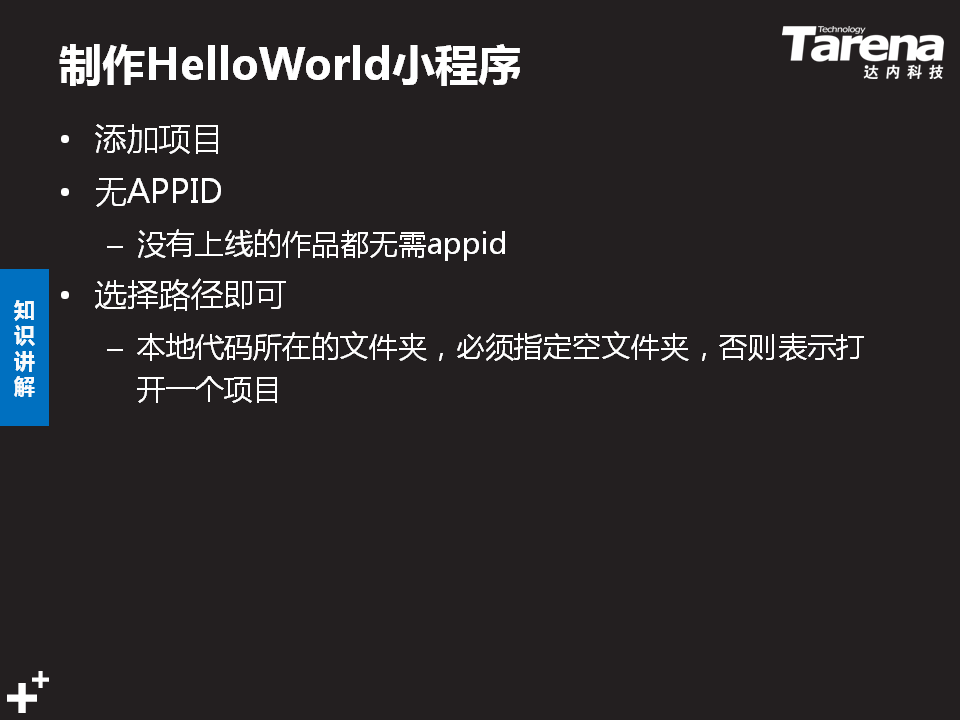 制作HelloWorld小程序
Technology
Tarena
达内科技
• 添加项目
• 无APPID
– 没有上线的作品都无需appid
• 选择路径即可
– 本地代码所在的文件夹，必须指定空文件夹，否则表示打
开一个项目
知
识
讲
解